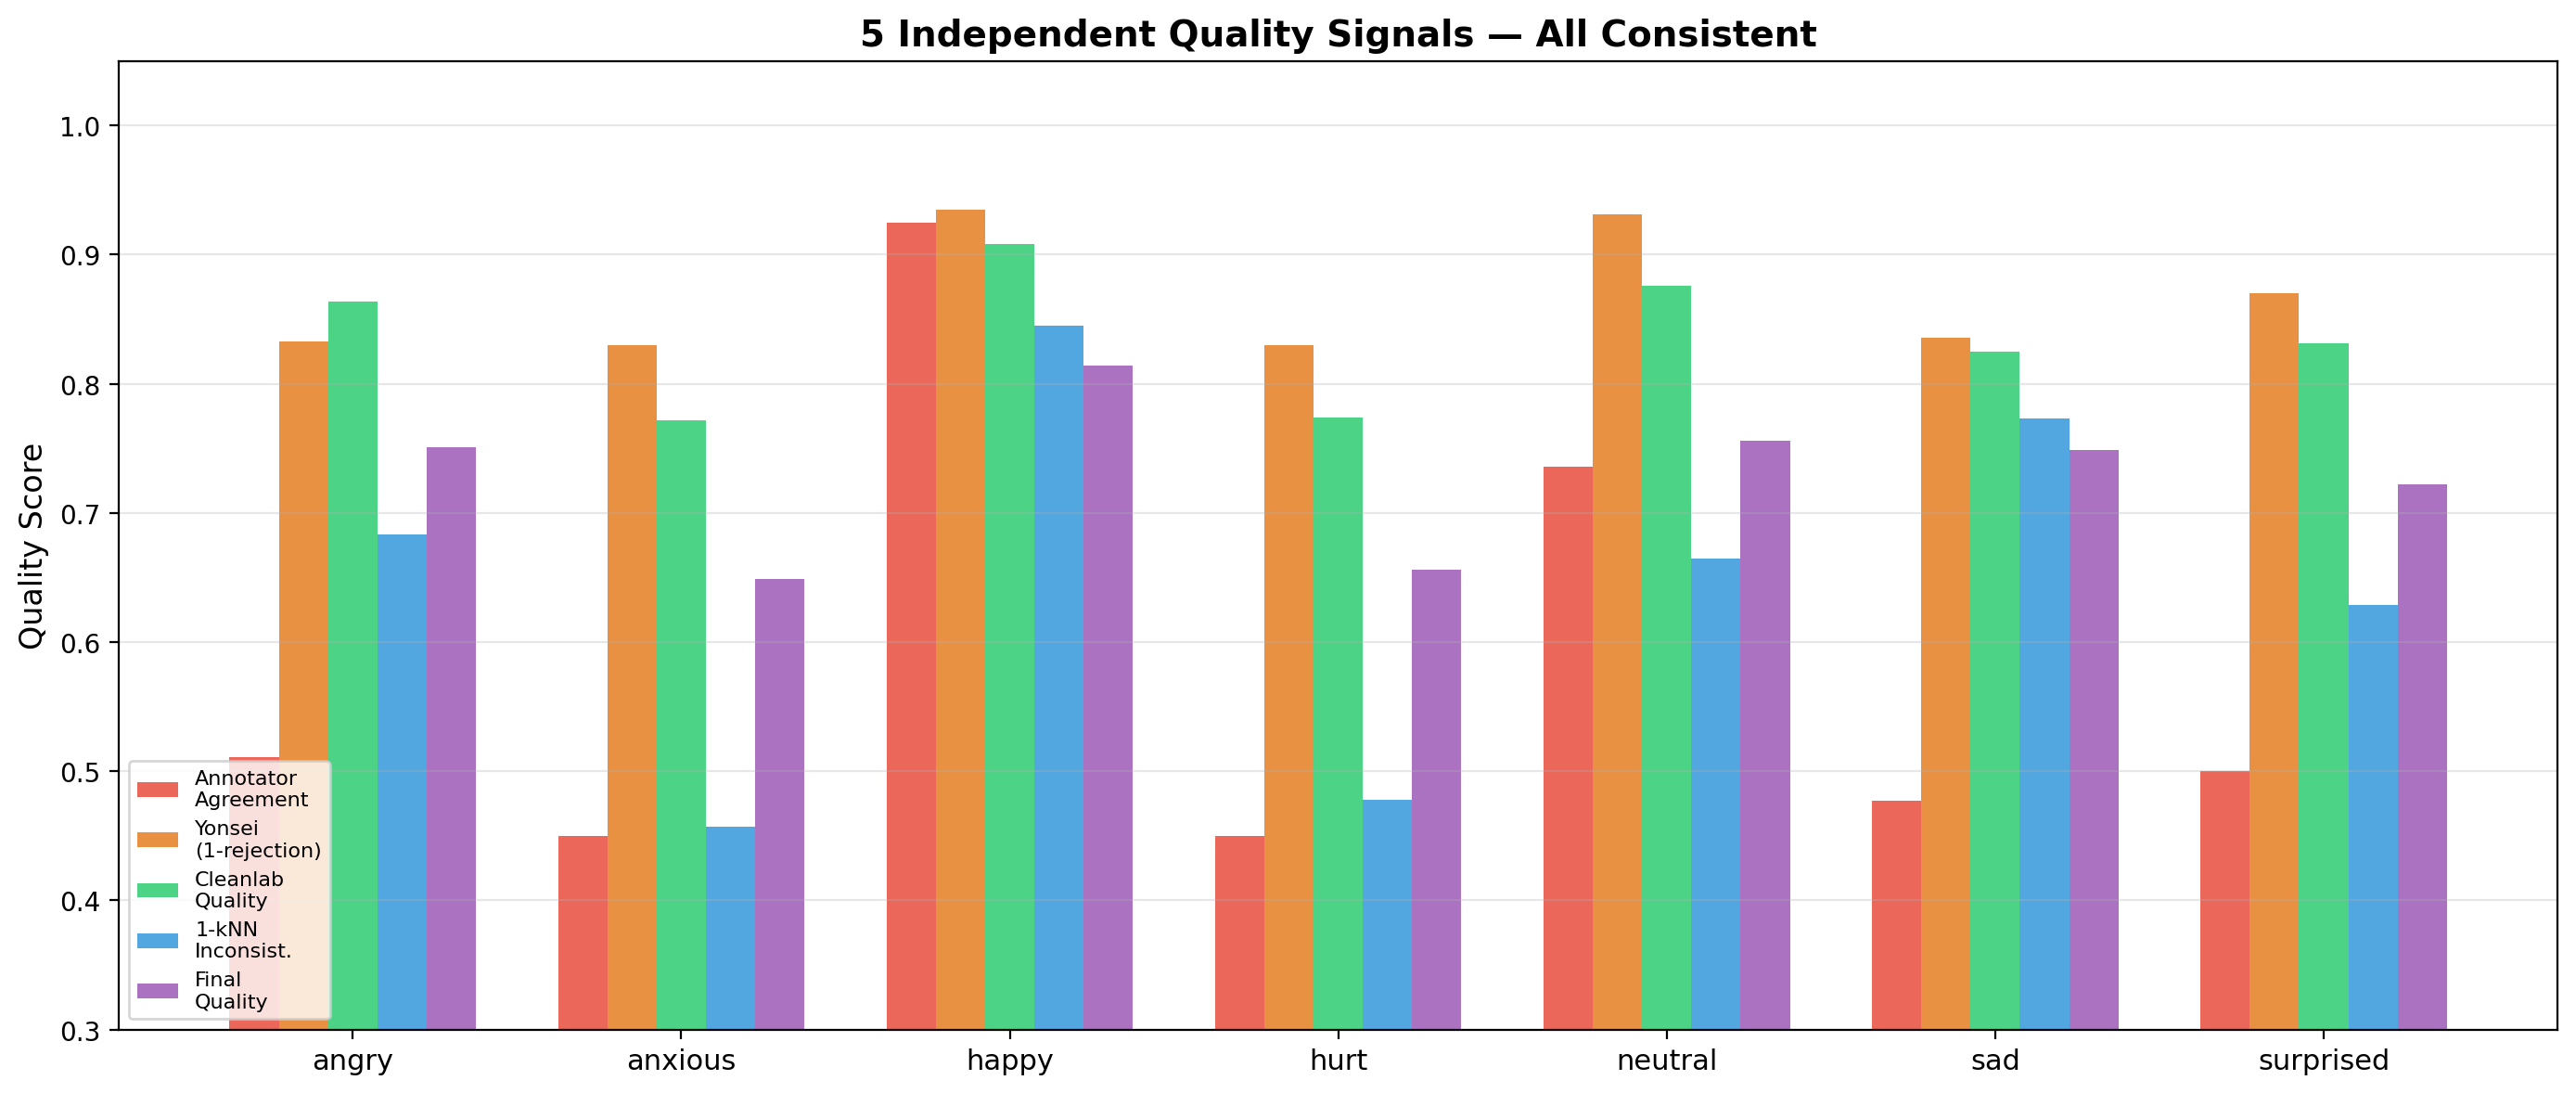 5 Independent Quality Signals — All Consistent
Quality Score
1.0
0.9
0.8
0.7
0.6
0.5
0.4
0.3
Annotator
Agreement
Yonsei
(1-rejection)
Cleanlab
Quality
1-kNN
Inconsist.
Final
Quality
angry
anxious
happy
hurt
neutral
sad
surprised